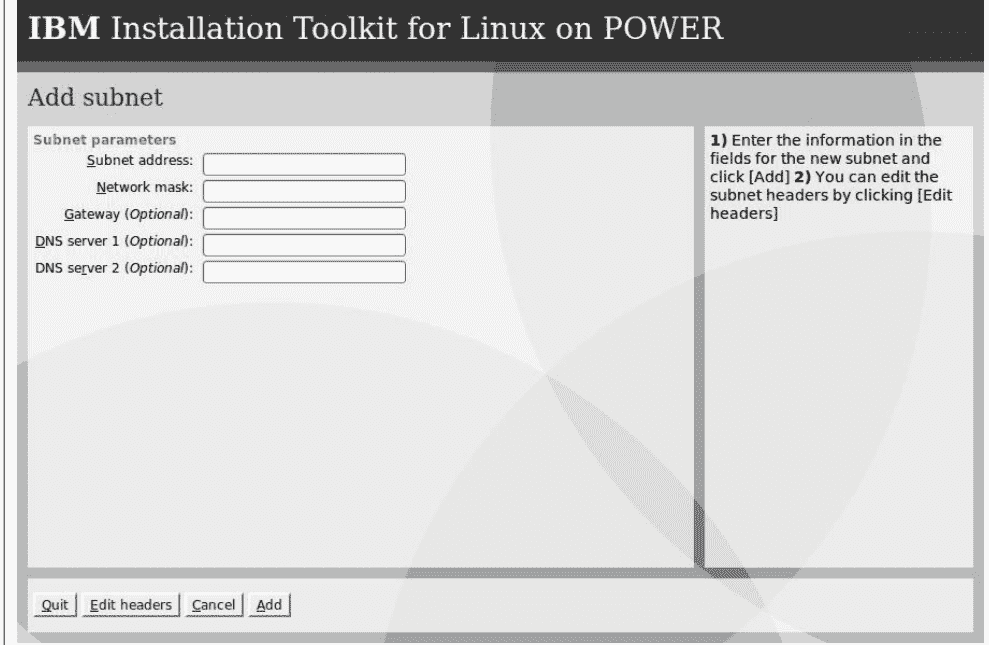 IBM Installation Toolkit for Linux on POWER
Add subnet
Subnet parameters
Subnet address:
Network mask:
Gateway (Optional):
DNS server 1 (Optional):
DNS server 2 (Optional):
1) Enter the information in the
fields for the new subnet and
click [Add] 2) You can edit the
subnet headers by clicking [Edit
headers]
Quit Edit headers Cancel Add